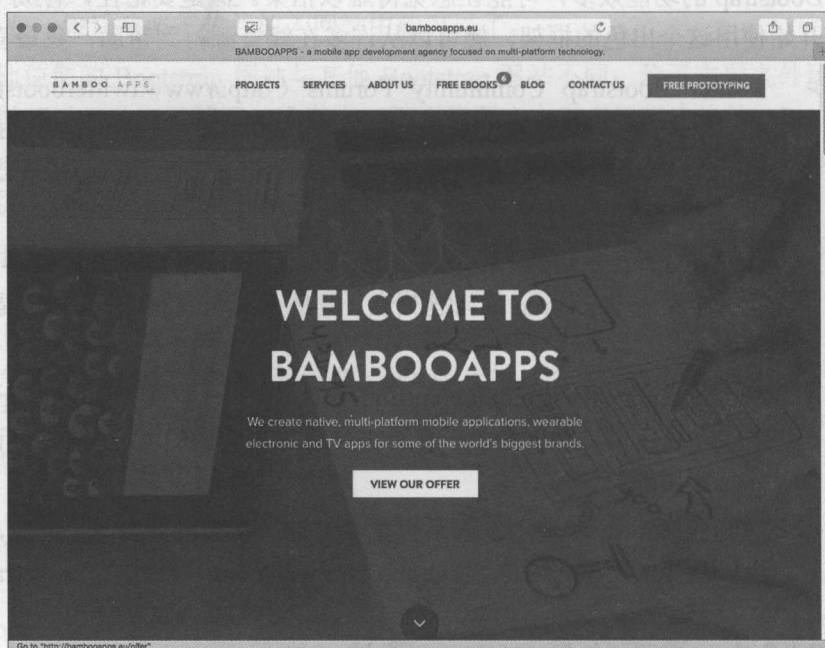 bambooapps.eu
BAMBOOAPPS - a mobile app development agency focused on multi-platform technology.
BAMBOO APPS
PROJECTS SERVICES ABOUT US FREE EBOOKS BLOG CONTACT US FREE PROTOTYPING
WELCOME TO
BAMBOOAPPS
We create native, multi-platform mobile applications, wearable
electronic and TV apps for some of the world's biggest brands.
VIEW OUR OFFER
Go to "http://bambooapps.eu/offer"